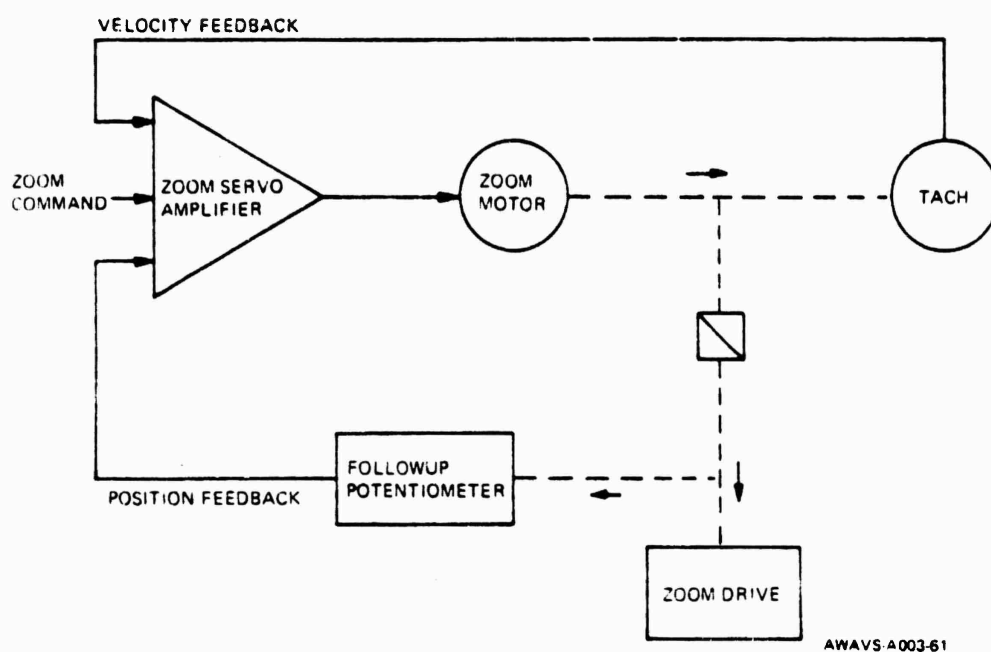 VELOCITY FEEDBACK
ZOOM
COMMAND
ZOOM SERVO
AMPLIFIER
ZOOM
MOTOR
TACH
FOLLOWUP
POTENTIOMETER
POSITION FEEDBACK
ZOOM DRIVE
AWAVS-A003-61